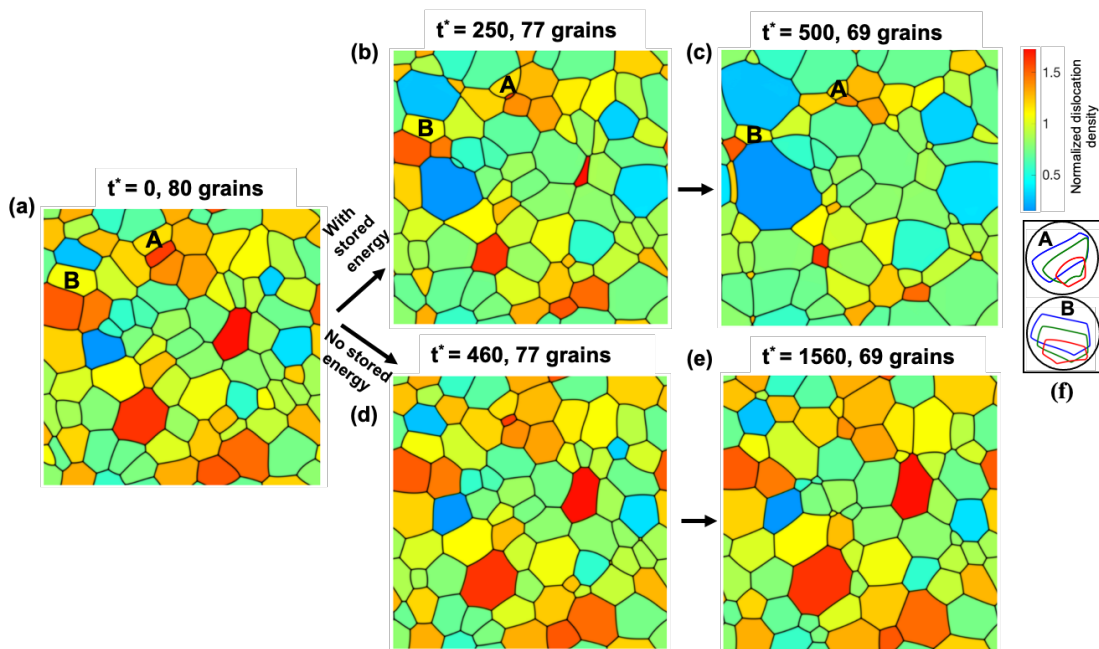 (a)
t* = 0, 80 grains
A
B
With
stored
energy
No stored
energy
(b)
t* = 250, 77 grains
A
B
(c)
t* = 500, 69 grains
A
B
(d)
t* = 460, 77 grains
(e)
t* = 1560, 69 grains
1.5
1
0.5
Normalized dislocation
density
A
B
(f)